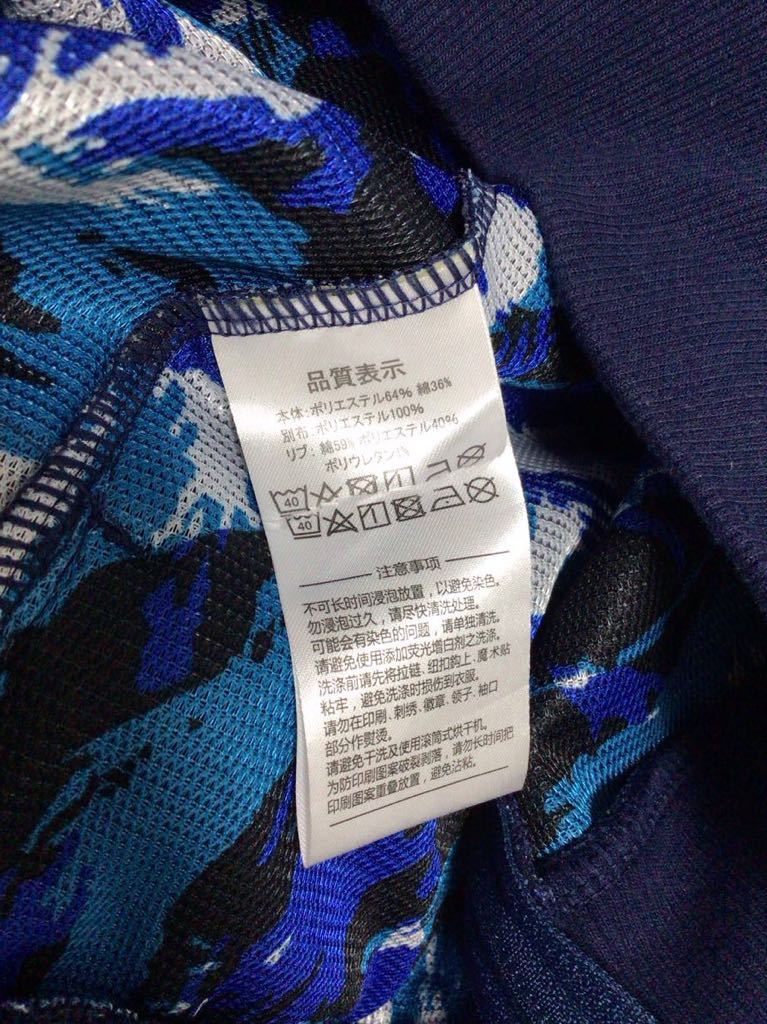 品質表示
本体:ポリエステル64% 綿36%
別布:ポリエステル100%
リブ:綿59% ポリエステル40%
ポリウレタン1%
40
40
注意事项
不可长时间浸泡放置,以避免染色。
勿浸泡过久,请尽快清洗处理。
可能会有染色的问题,请单独清洗。
请避免使用添加荧光增白剂之洗涤。
洗涤前请先将拉链、纽扣鈎上、魔术贴
粘牢,避免洗涤时损伤到衣服。
请勿在印刷、刺绣、徽章、领子、袖口
部分作熨烫。
请避免干洗及使用滚筒式烘干机。
为防印刷图案破裂剥落,请勿长时间把
印刷图案重叠放置,避免沾粘。